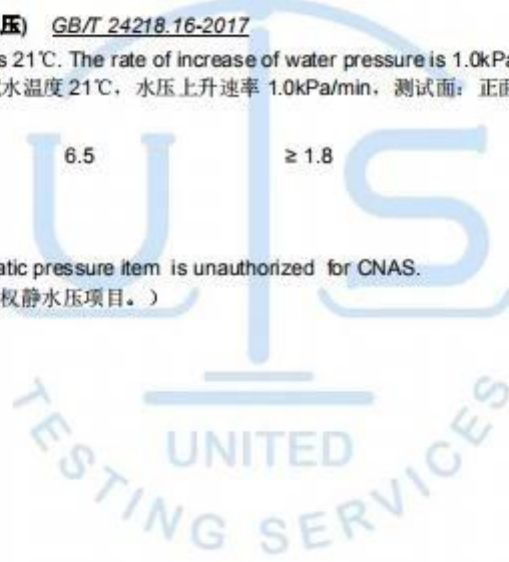 压) GB/T 24218.16-2017
s 21℃. The rate of increase of water pressure is 1.0kPa
水温度 21℃，水压上升速率 1.0kPa/min，测试面：正面
6.5 ≥ 1.8
atic pressure item is unauthorized for CNAS.
权静水压项目。）
UTS
UNITED
TESTING SERVICES